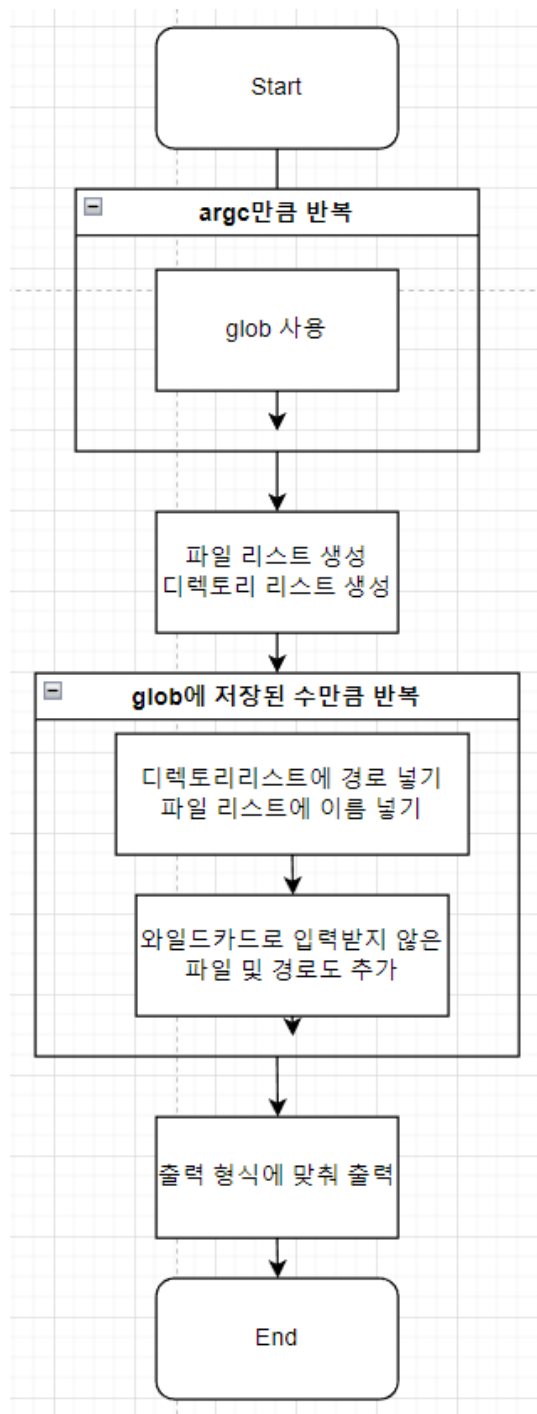 Start
argc만큼 반복
glob 사용
파일 리스트 생성
디렉토리 리스트 생성
glob에 저장된 수만큼 반복
디렉토리리스트에 경로 넣기
파일 리스트에 이름 넣기
와일드카드로 입력받지 않은
파일 및 경로도 추가
출력 형식에 맞춰 출력
End